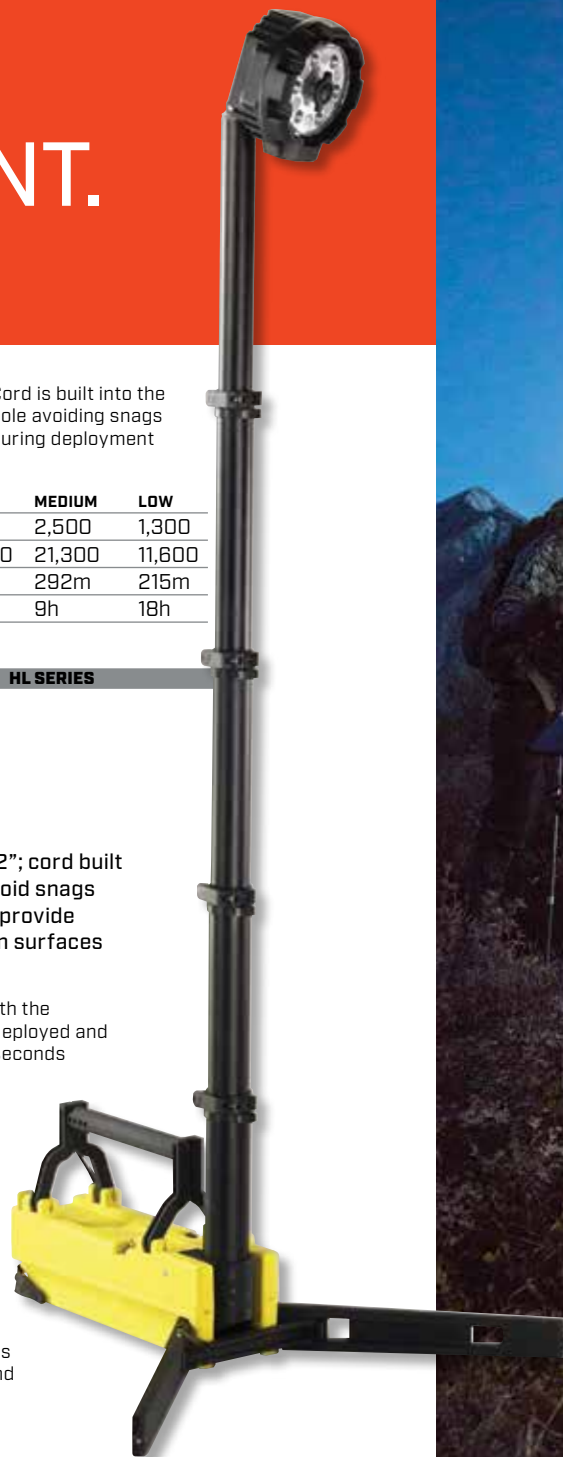 NT.
Cord is built into the
ole avoiding snags
uring deployment
MEDIUM LOW
2,500 1,300
0 21,300 11,600
292m 215m
9h 18h
HL SERIES
2”; cord built
oid snags
provide
n surfaces
th the
eployed and
seconds
s
nd